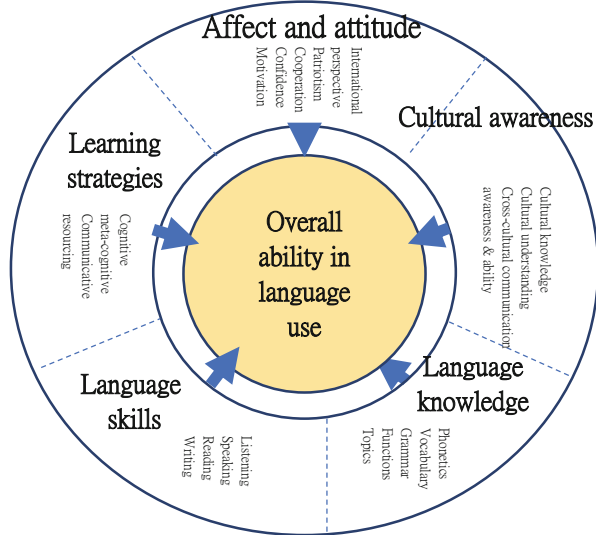 Affect and attitude
International
perspective
Patriotism
Cooperation
Confidence
Motivation
Cultural awareness
Cultural knowledge
Cultural understanding
Cross-cultural communication
awareness & ability
Learning
strategies
Cognitive
meta-cognitive
Communicative
resourcing
Overall
ability in
language
use
Language
knowledge
Phonetics
Vocabulary
Grammar
Functions
Topics
Language
skills
Listening
Speaking
Reading
Writing